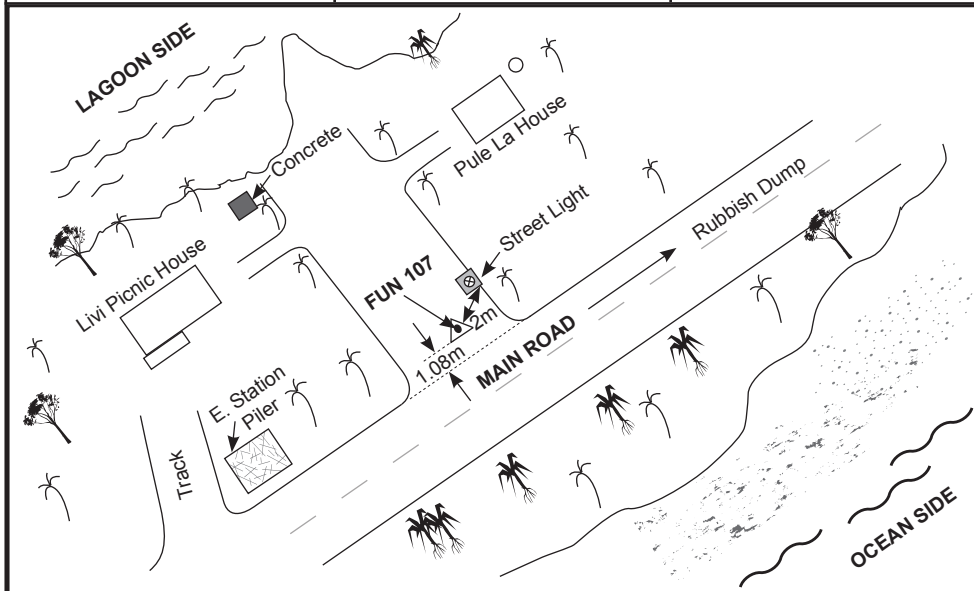 LAGOON SIDE
Concrete
Pule La House
Street Light
Rubbish Dump
Livi Picnic House
FUN 107
2m
1.08m
MAIN ROAD
E. Station
Piler
Track
OCEAN SIDE